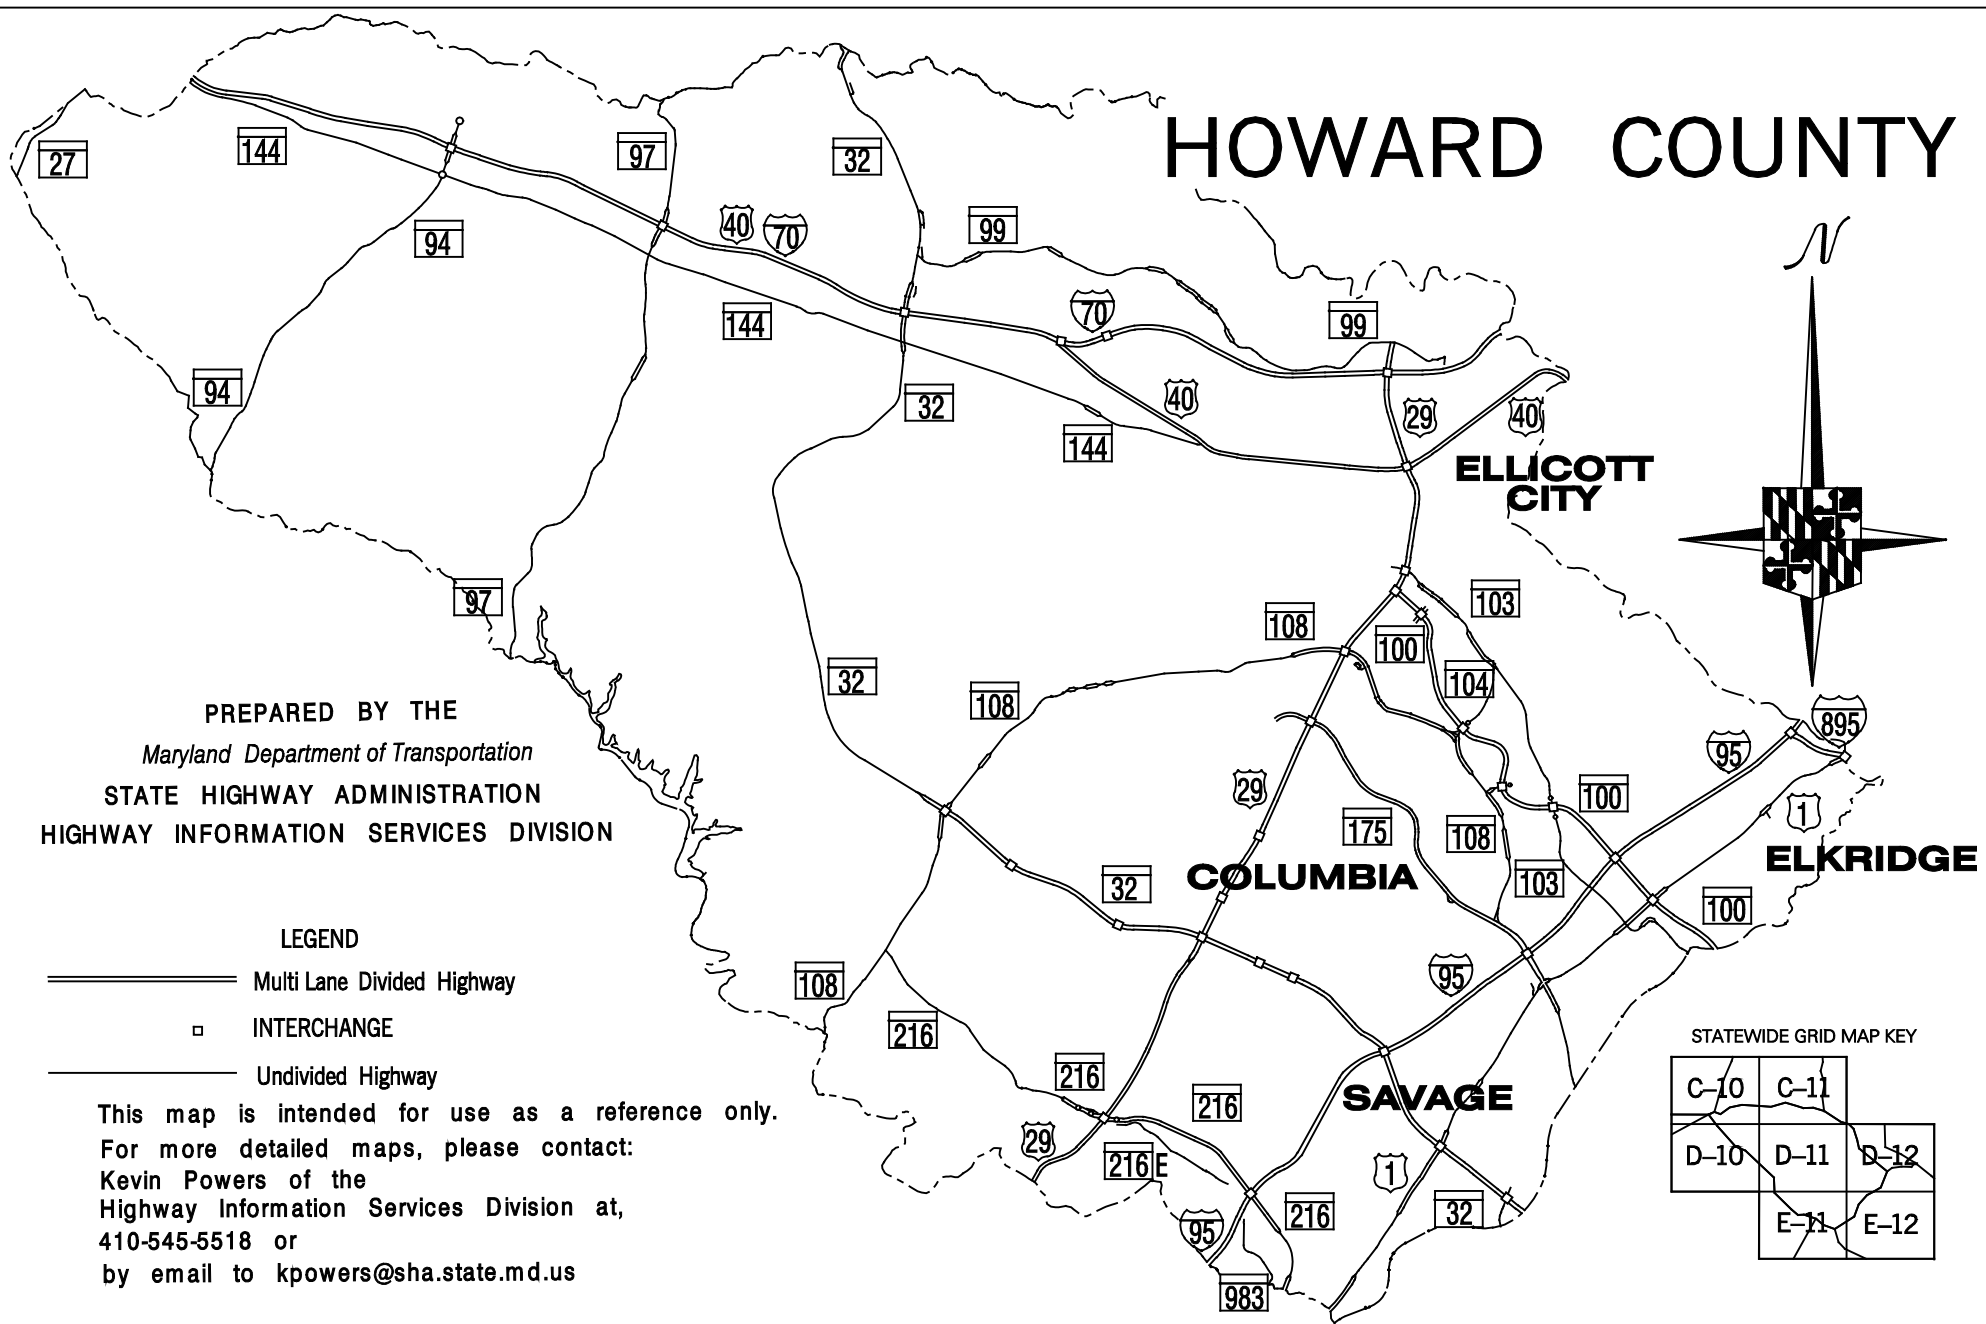 HOWARD COUNTY
N
27
144
97
32
94
40
70
99
144
70
99
94
32
40
144
29
40
ELLICOTT
CITY
97
108
100
103
104
32
108
895
95
29
175
108
100
1
ELKRIDGE
COLUMBIA
32
103
100
108
95
216
216
216
SAVAGE
29
216E
1
216
32
95
983
PREPARED BY THE
Maryland Department of Transportation
STATE HIGHWAY ADMINISTRATION
HIGHWAY INFORMATION SERVICES DIVISION
LEGEND
Multi Lane Divided Highway
INTERCHANGE
Undivided Highway
This map is intended for use as a reference only.
For more detailed maps, please contact:
Kevin Powers of the
Highway Information Services Division at,
410-545-5518 or
by email to kpowers@sha.state.md.us
STATEWIDE GRID MAP KEY
C-10 C-11
D-10 D-11 D-12
E-11 E-12